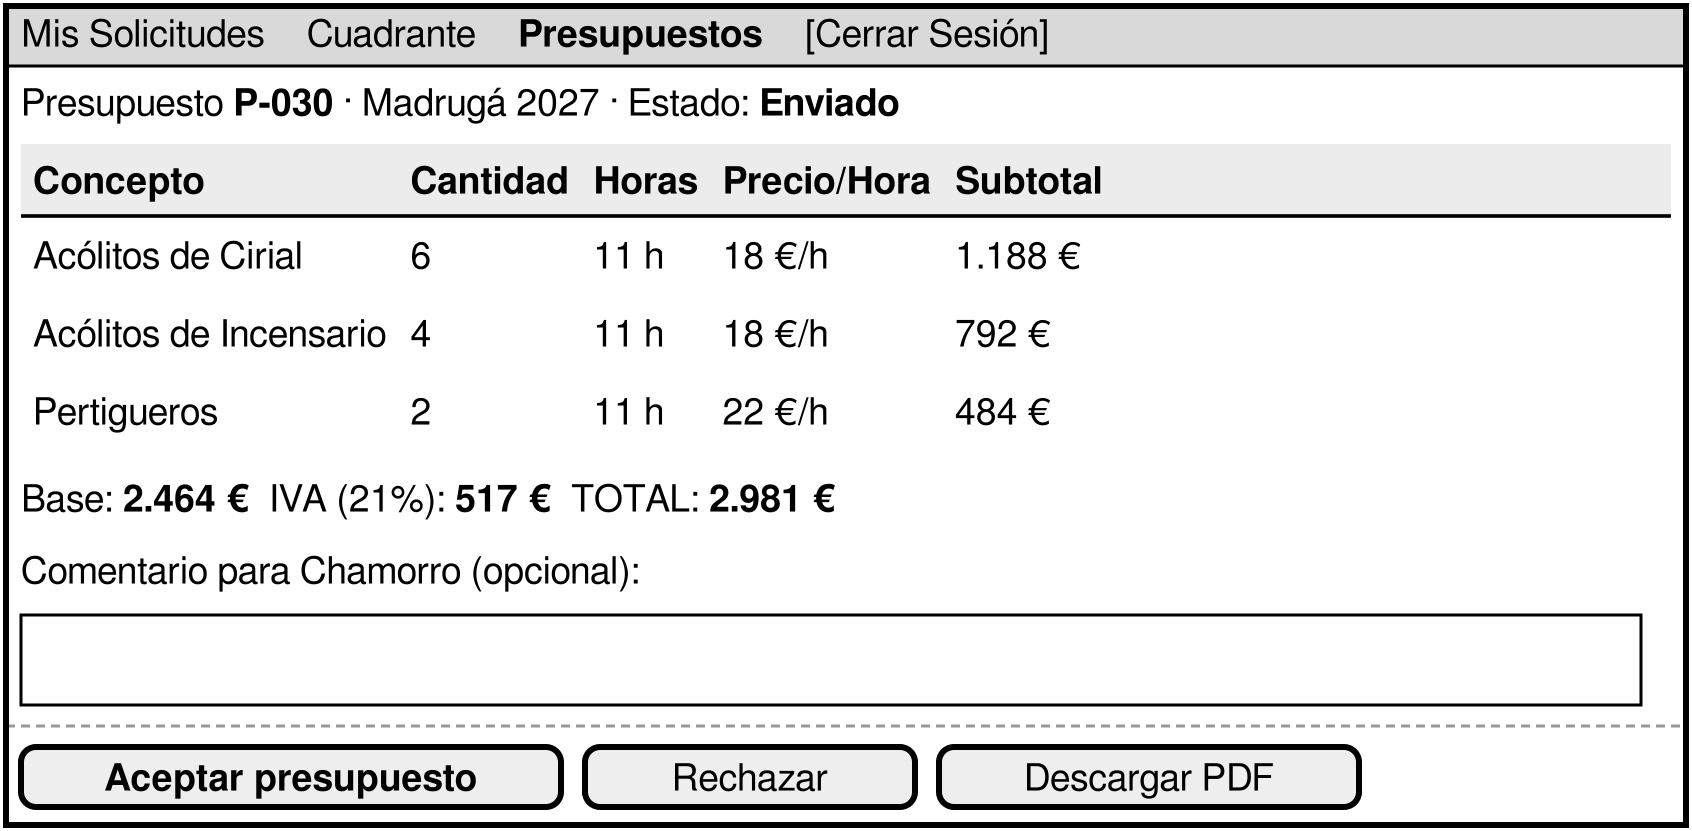 Mis Solicitudes Cuadrante Presupuestos [Cerrar Sesión]
Presupuesto P-030 · Madrugá 2027 · Estado: Enviado
Concepto Cantidad Horas Precio/Hora Subtotal
Acólitos de Cirial 6 11 h 18 €/h 1.188 €
Acólitos de Incensario 4 11 h 18 €/h 792 €
Pertigueros 2 11 h 22 €/h 484 €
Base: 2.464 € IVA (21%): 517 € TOTAL: 2.981 €
Comentario para Chamorro (opcional):
Aceptar presupuesto Rechazar Descargar PDF